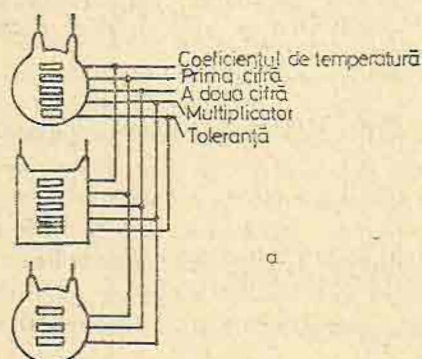 Coeficientul de temperatură
Prima cifră
A doua cifră
Multiplicator
Toleranță
a